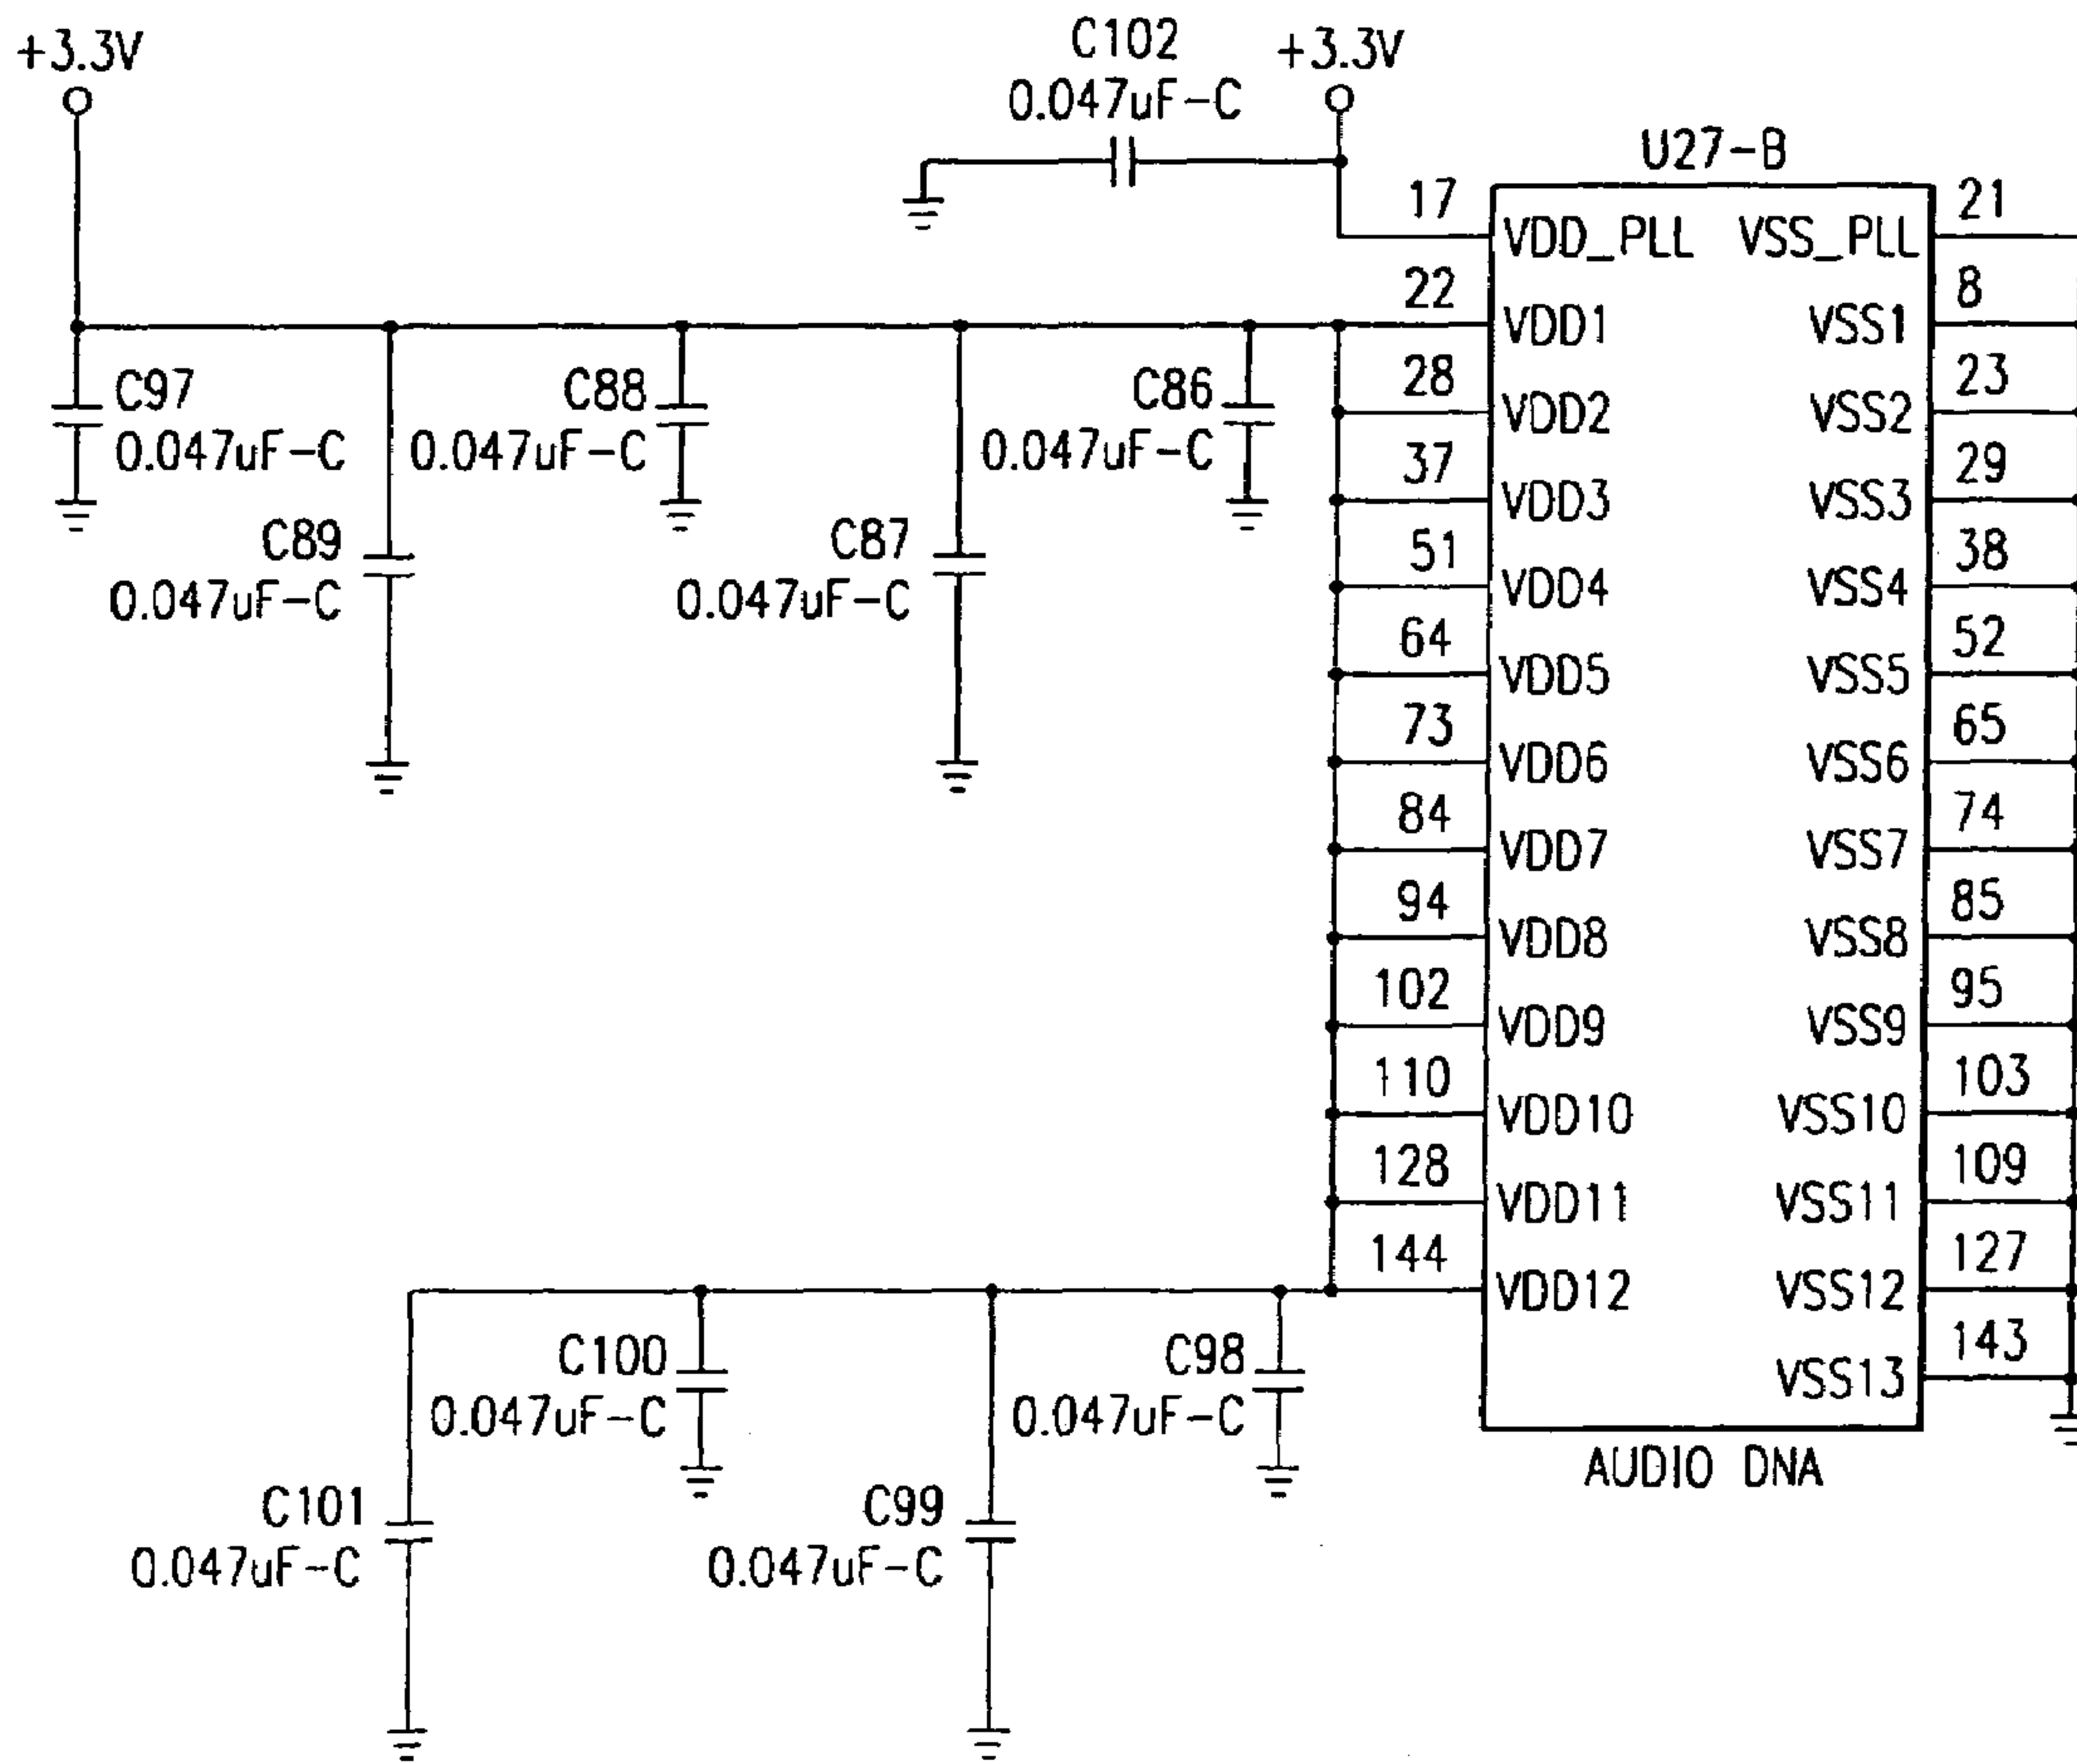 +3.3V
C102
0.047uF-C
+3.3V
U27-B
17
VDD_PLL
VSS_PLL
21
22
VDD1
VSS1
8
28
VDD2
VSS2
23
37
VDD3
VSS3
29
51
VDD4
VSS4
38
64
VDD5
VSS5
52
73
VDD6
VSS6
65
84
VDD7
VSS7
74
94
VDD8
VSS8
85
102
VDD9
VSS9
95
110
VDD10
VSS10
103
128
VDD11
VSS11
109
144
VDD12
VSS12
127
VSS13
143
AUDIO DNA
C97
0.047uF-C
C88
0.047uF-C
C86
0.047uF-C
C89
0.047uF-C
C87
0.047uF-C
C100
0.047uF-C
C98
0.047uF-C
C101
0.047uF-C
C99
0.047uF-C